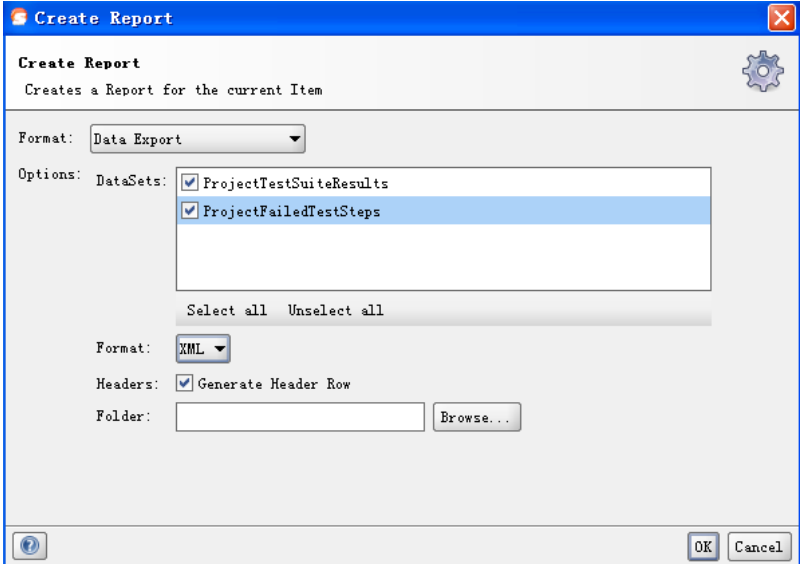 Create Report
Create Report
Creates a Report for the current Item
Format: Data Export
Options: DataSets: ProjectTestSuiteResults
ProjectFailedTestSteps
Select all Unselect all
Format: XML
Headers: Generate Header Row
Folder: Browse...
OK Cancel